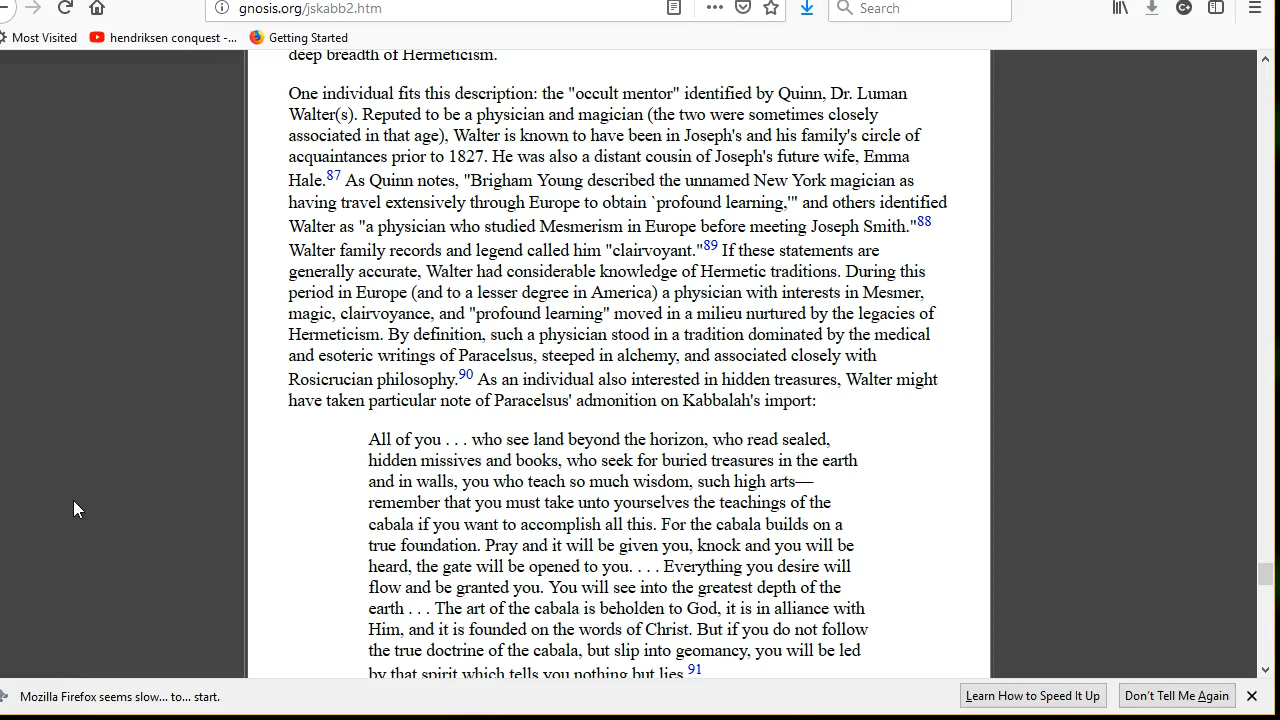 gnosis.org/jskabb2.htm
Search
Most Visited
hendriksen conquest -...
Getting Started
deep breadth of Hermeticism.
One individual fits this description: the "occult mentor" identified by Quinn, Dr. Luman
Walter(s). Reputed to be a physician and magician (the two were sometimes closely
associated in that age), Walter is known to have been in Joseph's and his family's circle of
acquaintances prior to 1827. He was also a distant cousin of Joseph's future wife, Emma
Hale.87 As Quinn notes, "Brigham Young described the unnamed New York magician as
having travel extensively through Europe to obtain `profound learning,'" and others identified
Walter as "a physician who studied Mesmerism in Europe before meeting Joseph Smith."88
Walter family records and legend called him "clairvoyant."89 If these statements are
generally accurate, Walter had considerable knowledge of Hermetic traditions. During this
period in Europe (and to a lesser degree in America) a physician with interests in Mesmer,
magic, clairvoyance, and "profound learning" moved in a milieu nurtured by the legacies of
Hermeticism. By definition, such a physician stood in a tradition dominated by the medical
and esoteric writings of Paracelsus, steeped in alchemy, and associated closely with
Rosicrucian philosophy.90 As an individual also interested in hidden treasures, Walter might
have taken particular note of Paracelsus' admonition on Kabbalah's import:
All of you . . . who see land beyond the horizon, who read sealed,
hidden missives and books, who seek for buried treasures in the earth
and in walls, you who teach so much wisdom, such high arts—
remember that you must take unto yourselves the teachings of the
cabala if you want to accomplish all this. For the cabala builds on a
true foundation. Pray and it will be given you, knock and you will be
heard, the gate will be opened to you. . . . Everything you desire will
flow and be granted you. You will see into the greatest depth of the
earth . . . The art of the cabala is beholden to God, it is in alliance with
Him, and it is founded on the words of Christ. But if you do not follow
the true doctrine of the cabala, but slip into geomancy, you will be led
by that spirit which tells you nothing but lies.91
Mozilla Firefox seems slow... to... start.
Learn How to Speed It Up
Don't Tell Me Again